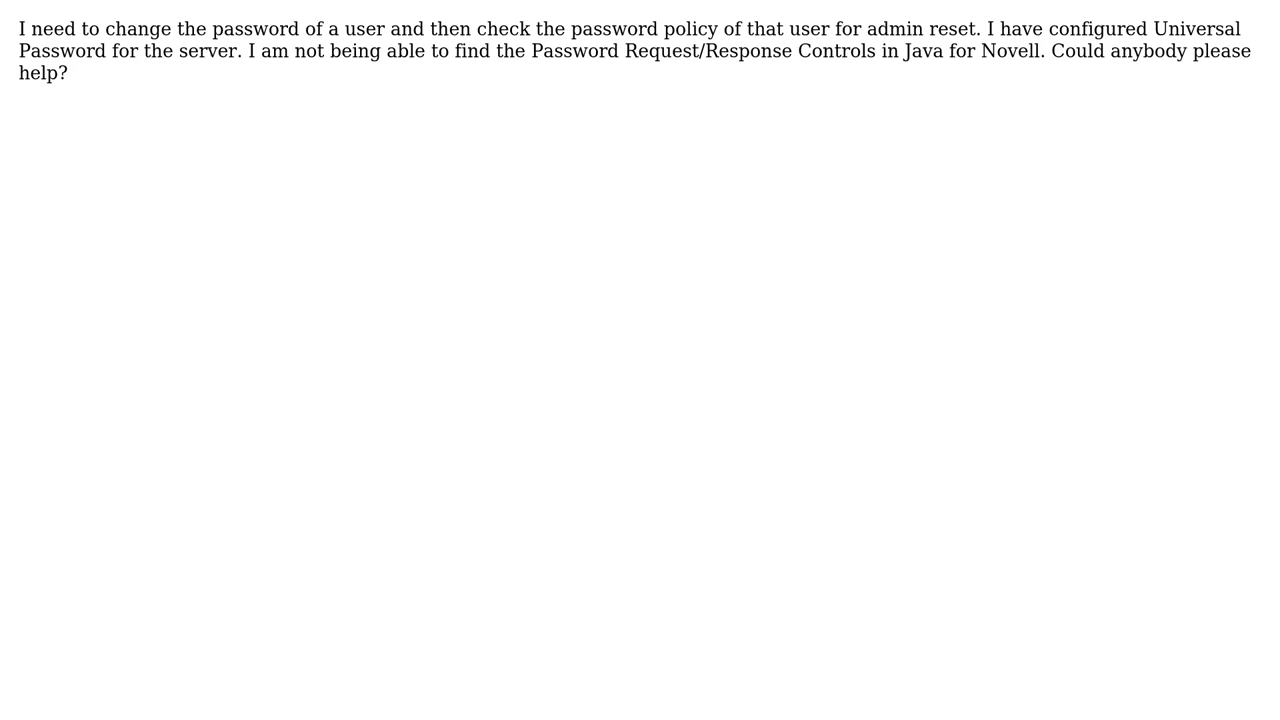 I need to change the password of a user and then check the password policy of that user for admin reset. I have configured Universal
Password for the server. I am not being able to find the Password Request/Response Controls in Java for Novell. Could anybody please
help?